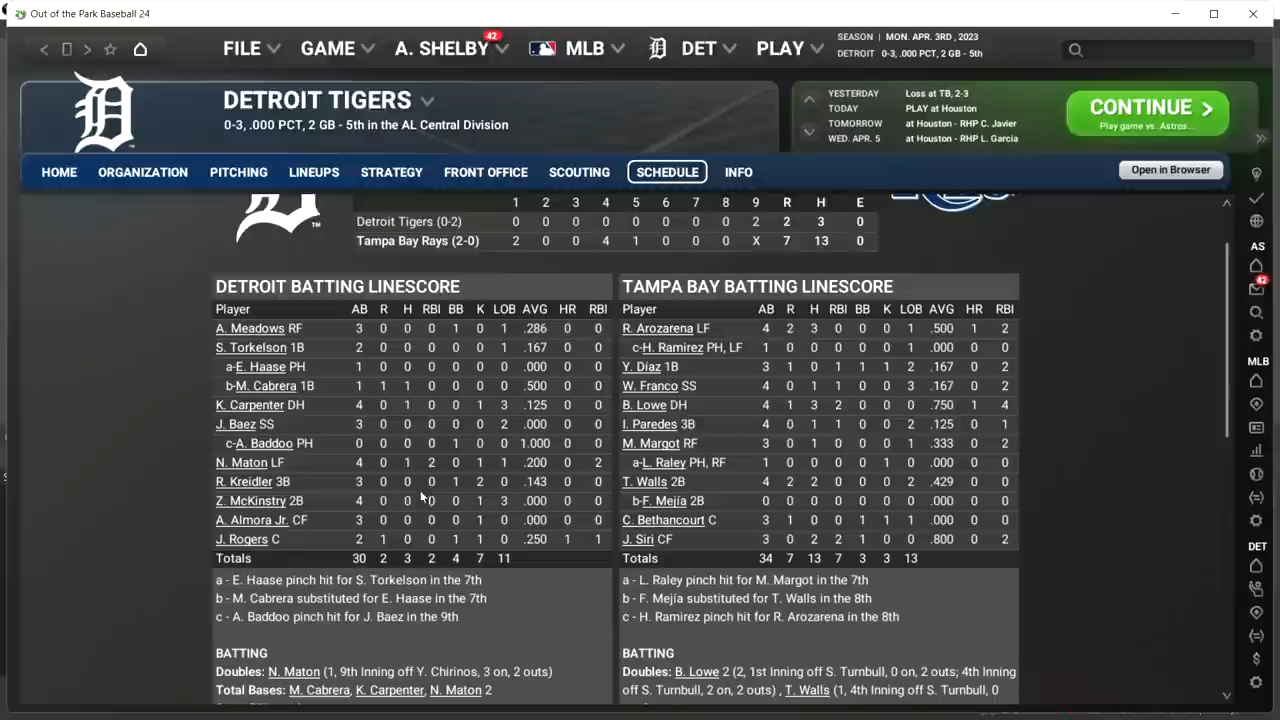 Out of the Park Baseball 24
FILE GAME A. SHELBY 42 MLB DET PLAY
SEASON | MON. APR. 3RD , 2023
DETROIT 0-3, .000 PCT, 2 GB - 5th
DETROIT TIGERS
0-3, .000 PCT, 2 GB - 5th in the AL Central Division
YESTERDAY Loss at TB, 2-3
TODAY PLAY at Houston
TOMORROW at Houston - RHP C. Javier
WED. APR. 5 at Houston - RHP L. Garcia
CONTINUE
Play game vs. Astros...
HOME ORGANIZATION PITCHING LINEUPS STRATEGY FRONT OFFICE SCOUTING SCHEDULE INFO Open in Browser
1 2 3 4 5 6 7 8 9 R H E
Detroit Tigers (0-2) 0 0 0 0 0 0 0 0 2 2 3 0
Tampa Bay Rays (2-0) 2 0 0 4 1 0 0 0 X 7 13 0
DETROIT BATTING LINESCORE
Player AB R H RBI BB K LOB AVG HR RBI
A. Meadows RF 3 0 0 0 1 0 1 .286 0 0
S. Torkelson 1B 2 0 0 0 0 0 1 .167 0 0
a-E. Haase PH 1 0 0 0 0 0 0 .000 0 0
b-M. Cabrera 1B 1 1 1 0 0 0 0 .500 0 0
K. Carpenter DH 4 0 1 0 0 1 3 .125 0 0
J. Baez SS 3 0 0 0 0 0 2 .000 0 0
c-A. Baddoo PH 0 0 0 0 1 0 0 1.000 0 0
N. Maton LF 4 0 1 2 0 1 1 .200 0 2
R. Kreidler 3B 3 0 0 0 1 2 0 .143 0 0
Z. McKinstry 2B 4 0 0 0 0 1 3 .000 0 0
A. Almora Jr. CF 3 0 0 0 0 1 0 .000 0 0
J. Rogers C 2 1 0 0 1 1 0 .250 1 1
Totals 30 2 3 2 4 7 11
a - E. Haase pinch hit for S. Torkelson in the 7th
b - M. Cabrera substituted for E. Haase in the 7th
c - A. Baddoo pinch hit for J. Baez in the 9th
BATTING
Doubles: N. Maton (1, 9th Inning off Y. Chirinos, 3 on, 2 outs)
Total Bases: M. Cabrera, K. Carpenter, N. Maton 2
TAMPA BAY BATTING LINESCORE
Player AB R H RBI BB K LOB AVG HR RBI
R. Arozarena LF 4 2 3 0 0 0 1 .500 1 2
c-H. Ramirez PH, LF 1 0 0 0 0 0 1 .000 0 0
Y. Díaz 1B 3 1 0 1 1 1 2 .167 0 2
W. Franco SS 4 0 1 1 0 0 3 .167 0 2
B. Lowe DH 4 1 3 2 0 0 0 .750 1 4
I. Paredes 3B 4 0 1 1 0 0 2 .125 0 1
M. Margot RF 3 0 1 0 0 0 1 .333 0 2
a-L. Raley PH, RF 1 0 0 0 0 1 0 .000 0 0
T. Walls 2B 4 2 2 0 0 0 2 .429 0 0
b-F. Mejía 2B 0 0 0 0 0 0 0 .000 0 0
C. Bethancourt C 3 1 0 0 1 1 1 .000 0 0
J. Siri CF 3 0 2 2 1 0 0 .800 0 2
Totals 34 7 13 7 3 3 13
a - L. Raley pinch hit for M. Margot in the 7th
b - F. Mejía substituted for T. Walls in the 8th
c - H. Ramirez pinch hit for R. Arozarena in the 8th
BATTING
Doubles: B. Lowe 2 (2, 1st Inning off S. Turnbull, 0 on, 2 outs; 4th Inning
off S. Turnbull, 2 on, 2 outs) , T. Walls (1, 4th Inning off S. Turnbull, 0
AS
42
MLB
DET